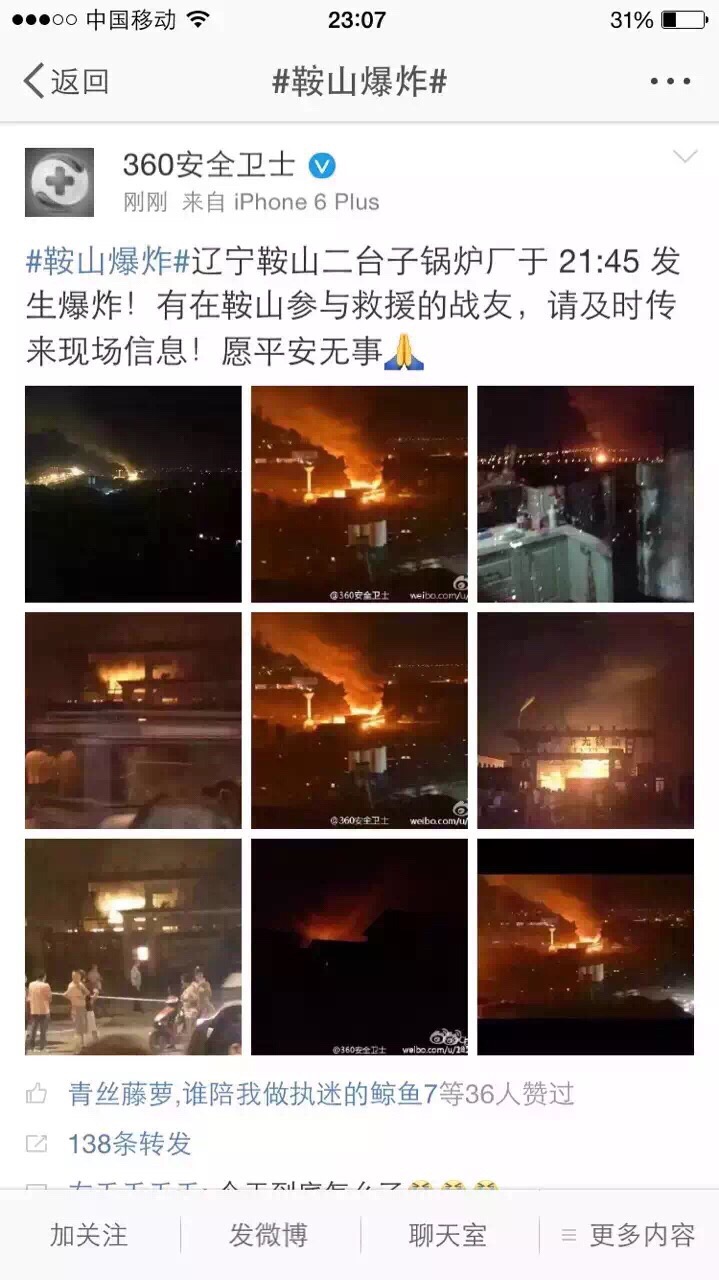 中国移动
23:07
31%
返回
#鞍山爆炸#
360安全卫士
刚刚 来自 iPhone 6 Plus
#鞍山爆炸#辽宁鞍山二台子锅炉厂于 21:45 发
生爆炸！有在鞍山参与救援的战友，请及时传
来现场信息！愿平安无事🙏
@360安全卫士 weibo.com/u/
@360安全卫士 weibo.com/u/
@360安全卫士 weibo.com/u/
青丝藤萝,谁陪我做执迷的鲸鱼7等36人赞过
138条转发
今天到底怎么了
加关注
发微博
聊天室
更多内容